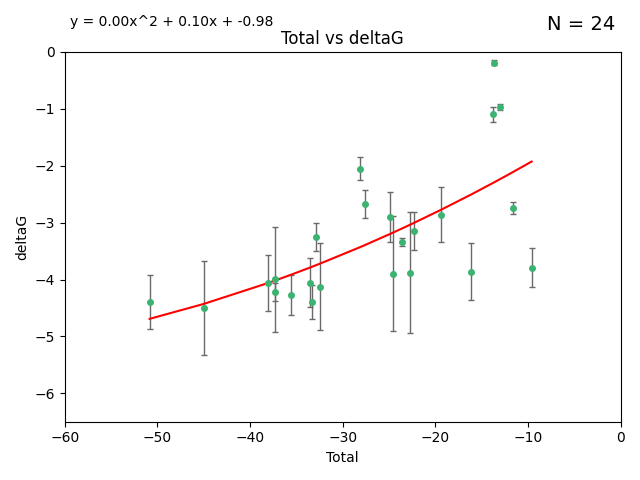 y = 0.00x^2 + 0.10x + -0.98
N = 24
Total vs deltaG
deltaG
0
−1
−2
−3
−4
−5
−6
−60 −50 −40 −30 −20 −10 0
Total